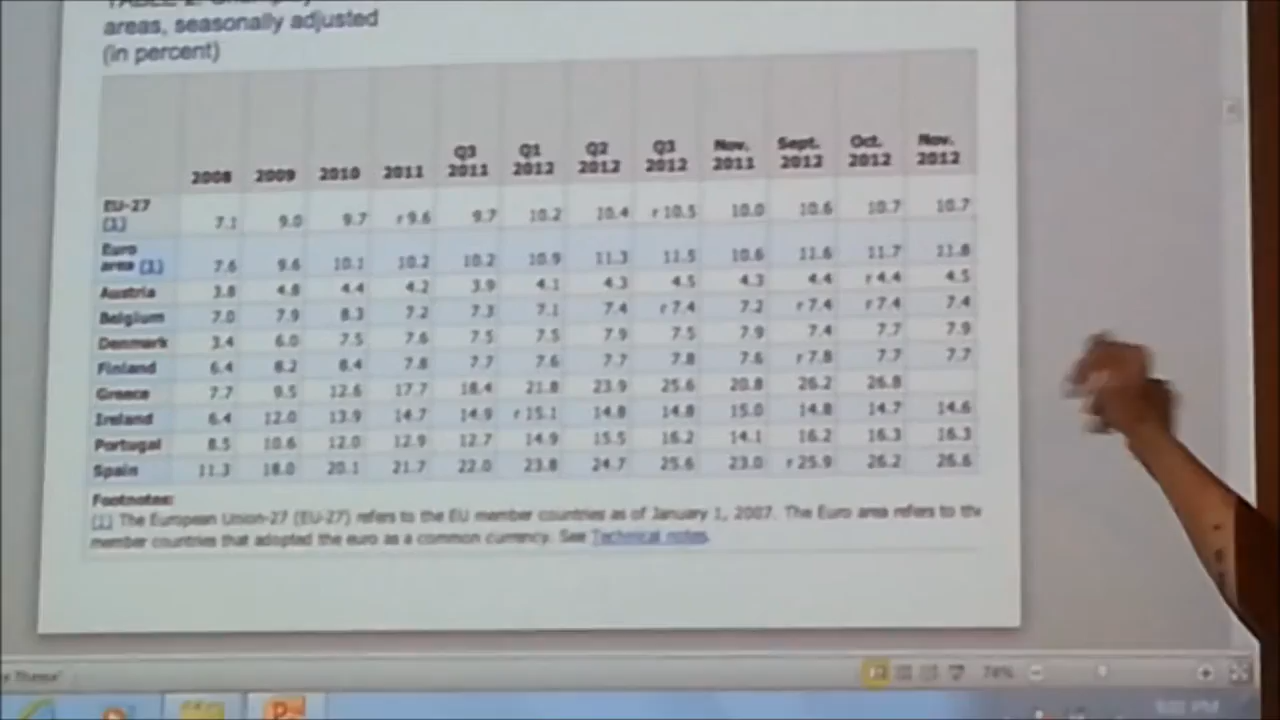 areas, seasonally adjusted
(in percent)
2008 2009 2010 2011 Q3 2011 Q1 2012 Q2 2012 Q3 2012 Nov. 2011 Sept. 2012 Oct. 2012 Nov. 2012
EU-27 (1) 7.1 9.0 9.7 r 9.6 9.7 10.2 10.4 r 10.5 10.0 10.6 10.7 10.7
Euro area (1) 7.6 9.6 10.1 10.2 10.2 10.9 11.3 11.5 10.6 11.6 11.7 11.8
Austria 3.8 4.8 4.4 4.2 3.9 4.1 4.3 4.5 4.3 4.4 r 4.4 4.5
Belgium 7.0 7.9 8.3 7.2 7.3 7.1 7.4 r 7.4 7.2 r 7.4 r 7.4 7.4
Denmark 3.4 6.0 7.5 7.6 7.5 7.5 7.9 7.5 7.9 7.4 7.7 7.9
Finland 6.4 8.2 8.4 7.8 7.7 7.6 7.7 7.8 7.6 r 7.8 7.7 7.7
Greece 7.7 9.5 12.6 17.7 18.4 21.8 23.9 25.6 20.8 26.2 26.8
Ireland 6.4 12.0 13.9 14.7 14.9 r 15.1 14.8 14.8 15.0 14.8 14.7 14.6
Portugal 8.5 10.6 12.0 12.9 12.7 14.9 15.5 16.2 14.1 16.2 16.3 16.3
Spain 11.3 18.0 20.1 21.7 22.0 23.8 24.7 25.6 23.0 r 25.9 26.2 26.6
Footnotes:
(1) The European Union-27 (EU-27) refers to the EU member countries as of January 1, 2007. The Euro area refers to the
member countries that adopted the euro as a common currency. See Technical notes.
Theme"